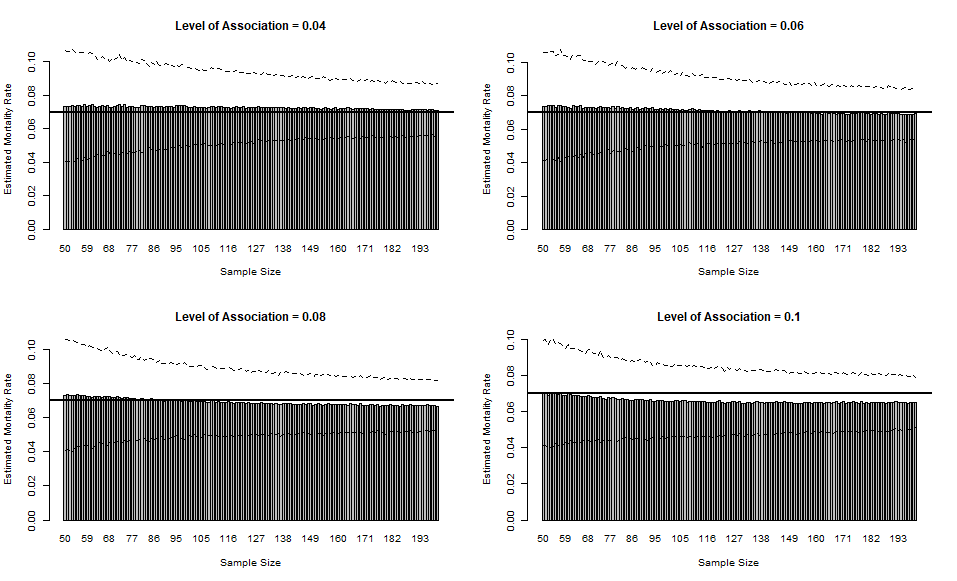 Level of Association = 0.04
Estimated Mortality Rate
0.00 0.02 0.04 0.06 0.08 0.10
50 59 68 77 86 95 105 116 127 138 149 160 171 182 193
Sample Size
Level of Association = 0.06
Estimated Mortality Rate
0.00 0.02 0.04 0.06 0.08 0.10
50 59 68 77 86 95 105 116 127 138 149 160 171 182 193
Sample Size
Level of Association = 0.08
Estimated Mortality Rate
0.00 0.02 0.04 0.06 0.08 0.10
50 59 68 77 86 95 105 116 127 138 149 160 171 182 193
Sample Size
Level of Association = 0.1
Estimated Mortality Rate
0.00 0.02 0.04 0.06 0.08 0.10
50 59 68 77 86 95 105 116 127 138 149 160 171 182 193
Sample Size